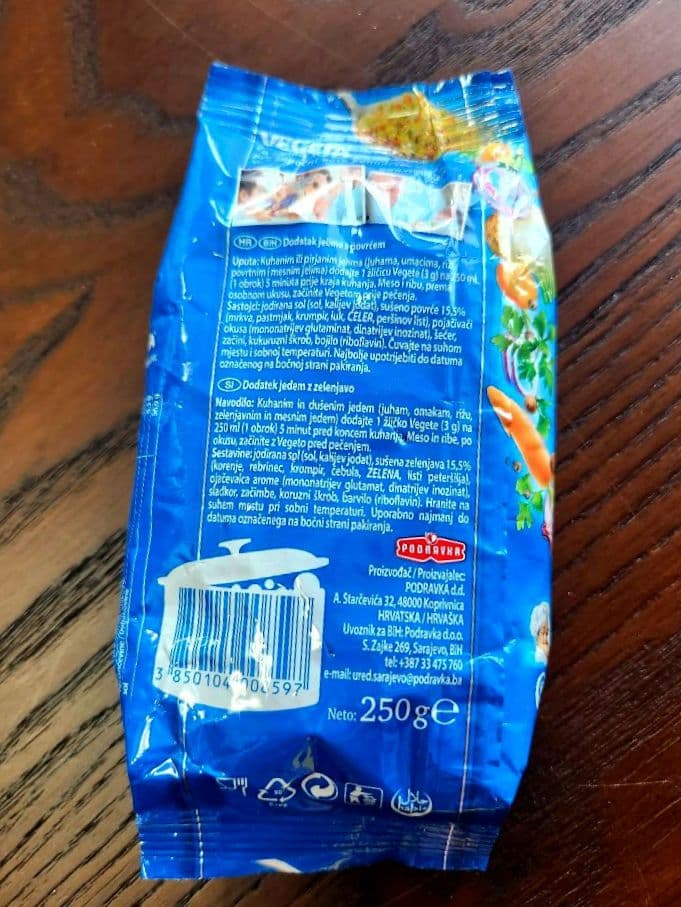 VEGETA
HR BIH Dodatak jelima s povrćem
Uputa: Kuhanim ili pirjanim jelima (juhama, umacima, riži,
povrtnim i mesnim jelima) dodajte 1 žličicu Vegete (3 g) na 250 ml
(1 obrok) 5 minuta prije kraja kuhanja. Meso i ribu, prema
osobnom ukusu, začinite Vegetom prije pečenja.
Sastojci: jodirana sol (sol, kalijev jodat), sušeno povrće 15,5%
(mrkva, pastrnjak, krumpir, luk, CELER, peršinov list), pojačivači
okusa (mononatrijev glutaminat, dinatrijev inozinat), šećer,
začini, kukuruzni škrob, bojilo (riboflavin). Čuvajte na suhom
mjestu i sobnoj temperaturi. Najbolje upotrijebiti do datuma
označenog na bočnoj strani pakiranja.
SI Dodatek jedem z zelenjavo
Navodilo: Kuhanim in dušenim jedem (juham, omakam, rižu,
zelenjavnim in mesnim jedem) dodajte 1 žličko Vegete (3 g) na
250 ml (1 obrok) 5 minut pred koncem kuhanja. Meso in ribe, po
okusu, začinite z Vegeto pred pečenjem.
Sestavine: jodirana sol (sol, kalijev jodat), sušena zelenjava 15,5%
(korenje, rebrinec, krompir, čebula, ZELENA, listi peteršilja),
ojačevalca arome (mononatrijev glutamat, dinatrijev inozinat),
sladkor, začimbe, koruzni škrob, barvilo (riboflavin). Hranite na
suhem mestu pri sobni temperaturi. Uporabno najmanj do
datuma označenega na bočni strani pakiranja.
PODRAVKA
Proizvođač / Proizvajalec:
PODRAVKA d.d.
A. Starčevića 32, 48000 Koprivnica
HRVATSKA / HRVAŠKA
Uvoznik za BiH: Podravka d.o.o.
S. Zajke 269, Sarajevo, BiH
tel: +387 33 475 760
e-mail: ured.sarajevo@podravka.ba
3 850104 008597
Neto: 250 g e